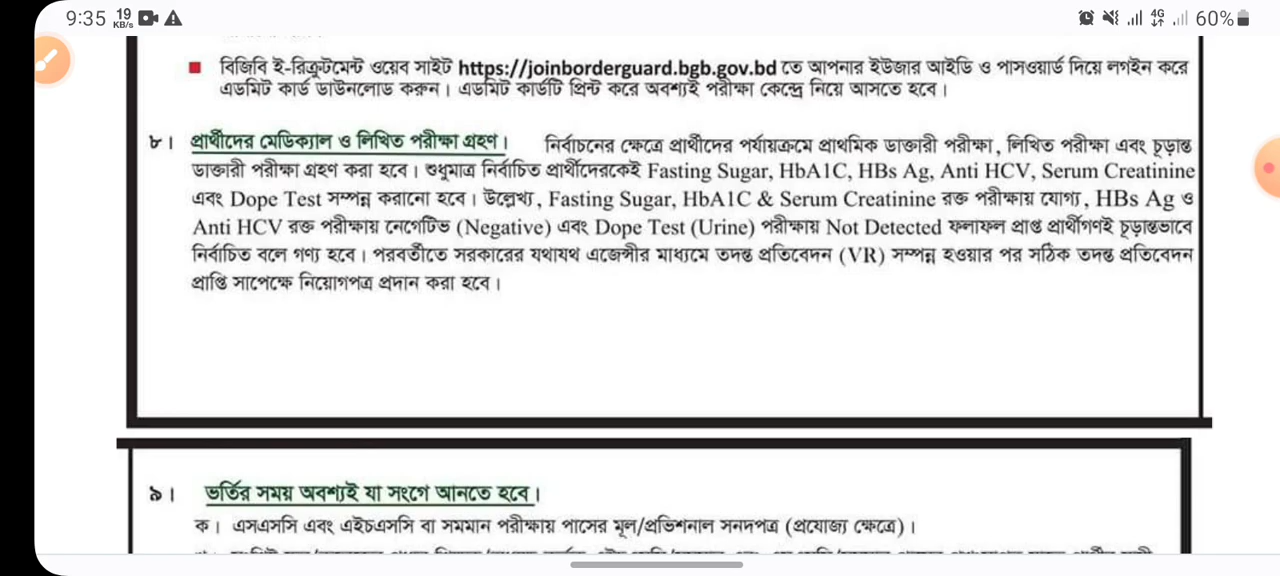 9:35 19 KB/s 4G 60%
■ বিজিবি ই-রিক্রুটমেন্ট ওয়েব সাইট https://joinborderguard.bgb.gov.bd তে আপনার ইউজার আইডি ও পাসওয়ার্ড দিয়ে লগইন করে
এডমিট কার্ড ডাউনলোড করুন। এডমিট কার্ডটি প্রিন্ট করে অবশ্যই পরীক্ষা কেন্দ্রে নিয়ে আসতে হবে।
৮। প্রার্থীদের মেডিক্যাল ও লিখিত পরীক্ষা গ্রহণ। নির্বাচনের ক্ষেত্রে প্রার্থীদের পর্যায়ক্রমে প্রাথমিক ডাক্তারী পরীক্ষা, লিখিত পরীক্ষা এবং চূড়ান্ত
ডাক্তারী পরীক্ষা গ্রহণ করা হবে। শুধুমাত্র নির্বাচিত প্রার্থীদেরকেই Fasting Sugar, HbA1C, HBs Ag, Anti HCV, Serum Creatinine
এবং Dope Test সম্পন্ন করানো হবে। উল্লেখ্য, Fasting Sugar, HbA1C & Serum Creatinine রক্ত পরীক্ষায় যোগ্য, HBs Ag ও
Anti HCV রক্ত পরীক্ষায় নেগেটিভ (Negative) এবং Dope Test (Urine) পরীক্ষায় Not Detected ফলাফল প্রাপ্ত প্রার্থীগণই চূড়ান্তভাবে
নির্বাচিত বলে গণ্য হবে। পরবর্তীতে সরকারের যথাযথ এজেন্সীর মাধ্যমে তদন্ত প্রতিবেদন (VR) সম্পন্ন হওয়ার পর সঠিক তদন্ত প্রতিবেদন
প্রাপ্তি সাপেক্ষে নিয়োগপত্র প্রদান করা হবে।
৯। ভর্তির সময় অবশ্যই যা সংগে আনতে হবে।
ক। এসএসসি এবং এইচএসসি বা সমমান পরীক্ষায় পাসের মূল/প্রভিশনাল সনদপত্র (প্রযোজ্য ক্ষেত্রে)।